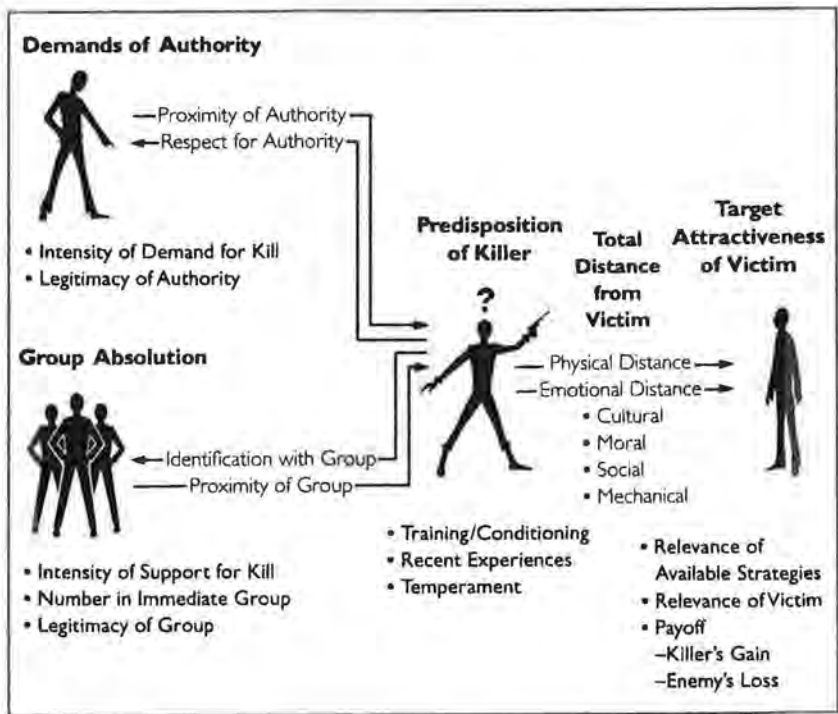 Demands of Authority
Proximity of Authority
Respect for Authority
• Intensity of Demand for Kill
• Legitimacy of Authority
Group Absolution
Identification with Group
Proximity of Group
• Intensity of Support for Kill
• Number in Immediate Group
• Legitimacy of Group
Predisposition
of Killer
?
• Training/Conditioning
• Recent Experiences
• Temperament
Total
Distance
from
Victim
Physical Distance
Emotional Distance
• Cultural
• Moral
• Social
• Mechanical
Target
Attractiveness
of Victim
• Relevance of
Available Strategies
• Relevance of Victim
• Payoff
–Killer's Gain
–Enemy's Loss